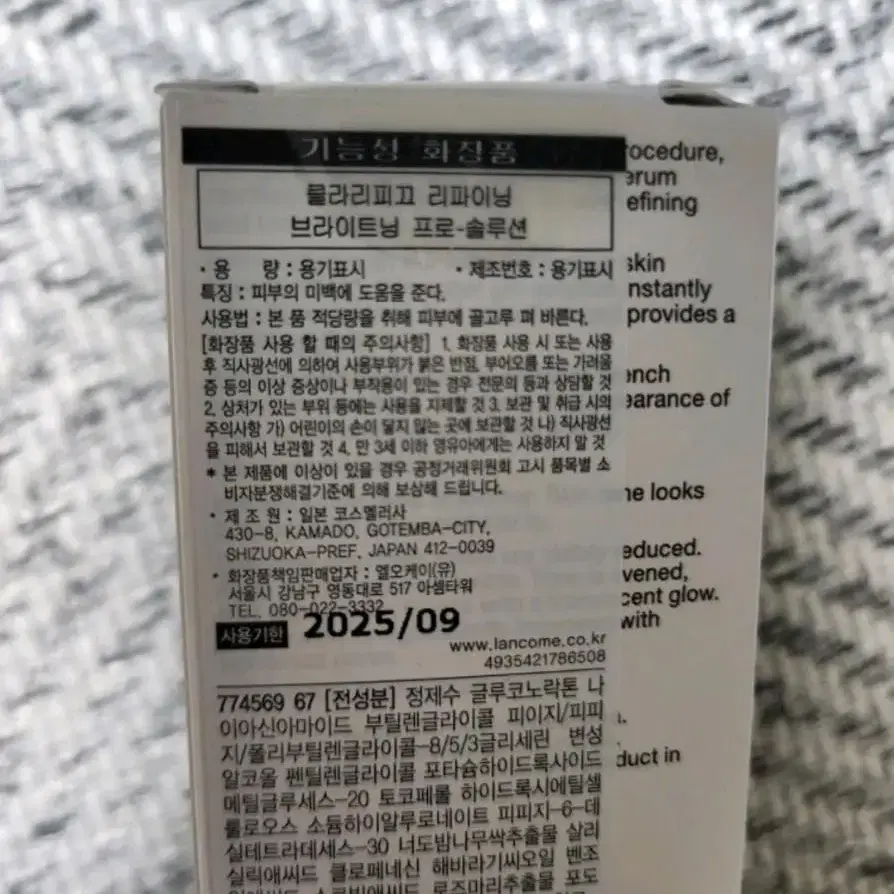 기능성 화장품
rocedure,
erum
efining
뮬라리피끄 리파이닝
브라이트닝 프로-솔루션
· 용 량 : 용기표시 · 제조번호 : 용기표시
skin
nstantly
provides a
특징 : 피부의 미백에 도움을 준다.
사용법 : 본 품 적당량을 취해 피부에 골고루 펴 바른다.
[화장품 사용 할 때의 주의사항] 1. 화장품 사용 시 또는 사용
후 직사광선에 의하여 사용부위가 붉은 반점, 부어오름 또는 가려움
증 등의 이상 증상이나 부작용이 있는 경우 전문의 등과 상담할 것
2. 상처가 있는 부위 등에는 사용을 자제할 것 3. 보관 및 취급 시의
주의사항 가) 어린이의 손이 닿지 않는 곳에 보관할 것 나) 직사광선
을 피해서 보관할 것 4. 만 3세 이하 영유아에게는 사용하지 말 것
ench
earance of
* 본 제품에 이상이 있을 경우 공정거래위원회 고시 품목별 소
비자분쟁해결기준에 의해 보상해 드립니다.
ne looks
· 제 조 원 : 일본 코스멜러사
430-8, KAMADO, GOTEMBA-CITY,
SHIZUOKA-PREF, JAPAN 412-0039
educed.
vened,
cent glow.
with
· 화장품책임판매업자 : 엘오케이(유)
서울시 강남구 영동대로 517 아셈타워
TEL. 080-022-3332
사용기한 2025/09
www.lancome.co.kr
4935421786508
774569 67 [전성분] 정제수 글루코노락톤 나
이아신아마이드 부틸렌글라이콜 피이지/피피
지/폴리부틸렌글라이콜-8/5/3글리세린 변성
알코올 펜틸렌글라이콜 포타슘하이드록사이드
duct in
메틸글루세스-20 토코페롤 하이드록시에틸셀
룰로오스 소듐하이알루로네이트 피피지-6-데
실테트라데세스-30 너도밤나무싹추출물 살리
실릭애씨드 클로페네신 해바라기씨오일 벤조
로즈마리추출물 포도